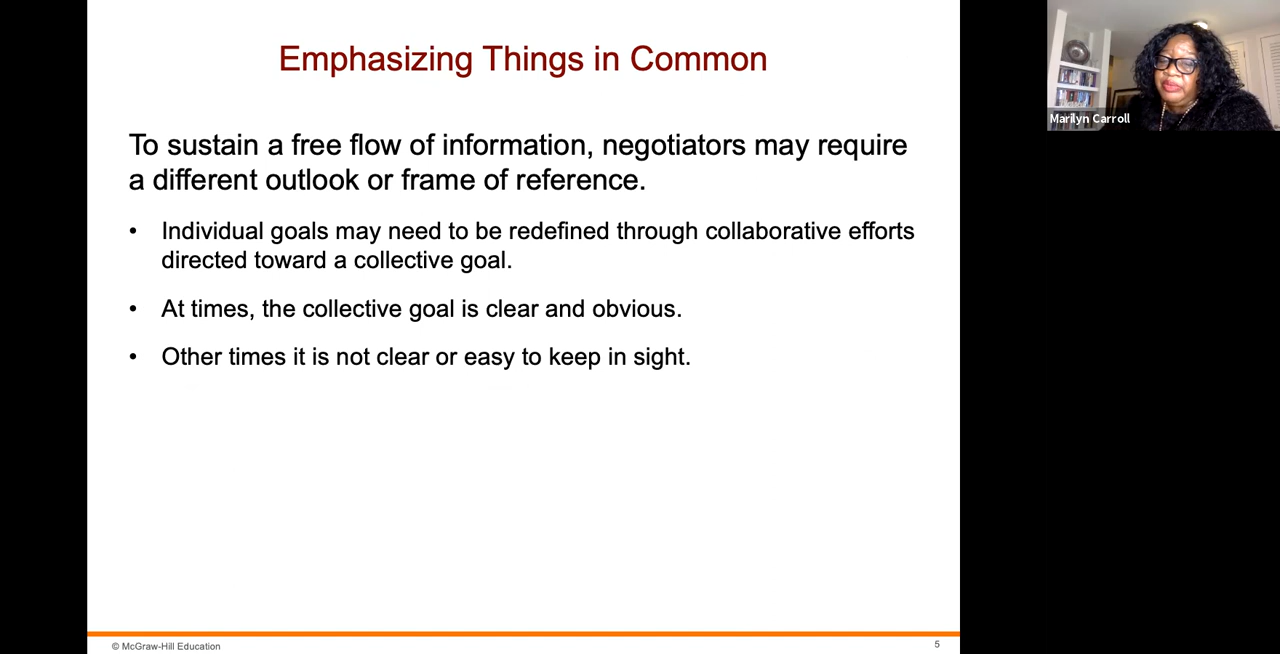 Emphasizing Things in Common
Marilyn Carroll
To sustain a free flow of information, negotiators may require
a different outlook or frame of reference.
• Individual goals may need to be redefined through collaborative efforts
directed toward a collective goal.
• At times, the collective goal is clear and obvious.
• Other times it is not clear or easy to keep in sight.
© McGraw-Hill Education
5